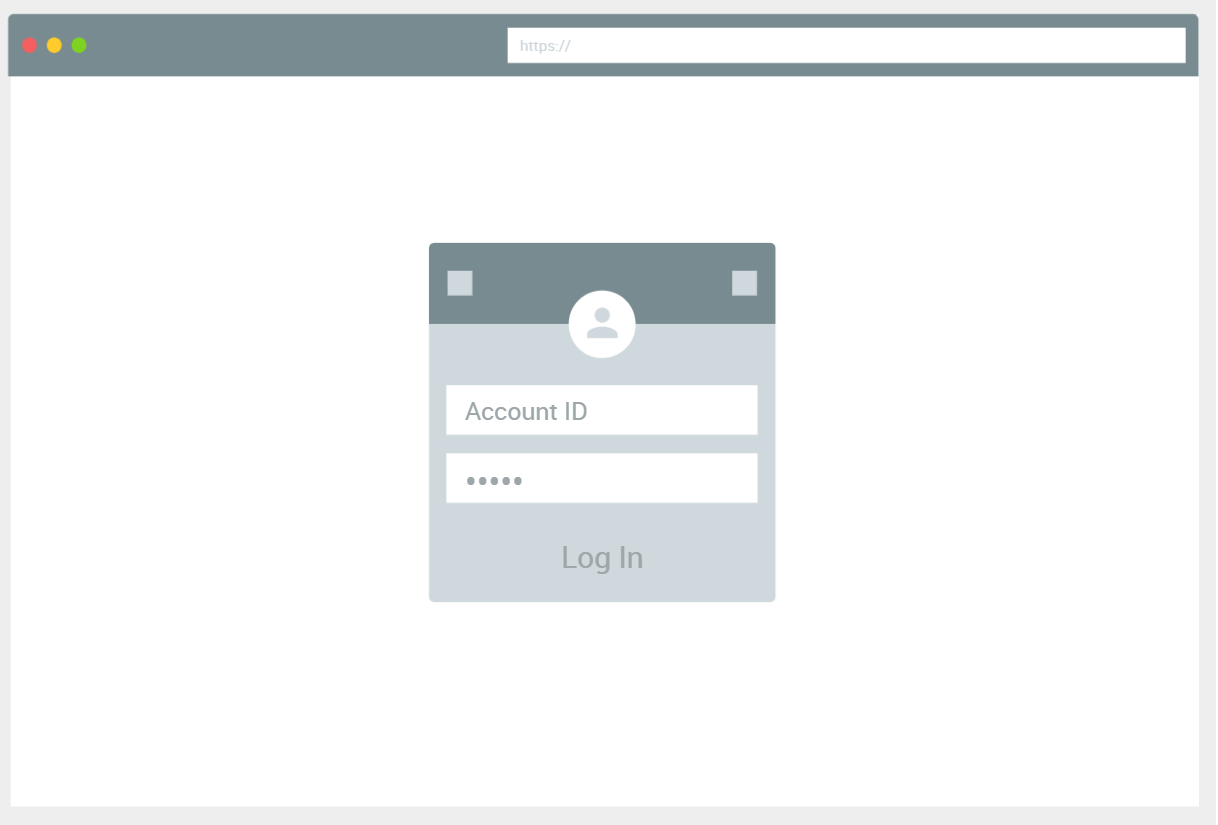 https://
Account ID
•••••
Log In